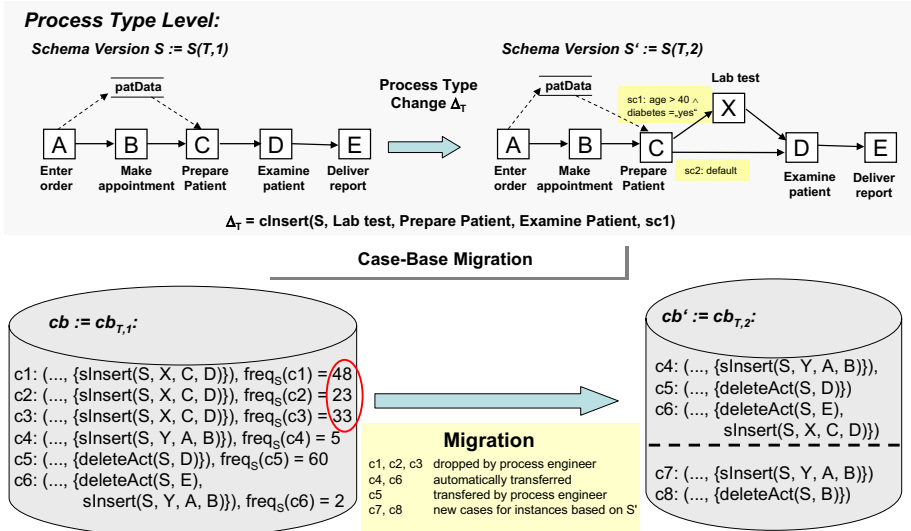 Process Type Level:
Schema Version S := S(T,1)
Schema Version S‘ := S(T,2)
patData
Process Type
Change ΔT
patData
Lab test
sc1: age > 40 ∧
diabetes =„yes“
X
A
B
C
D
E
A
B
C
D
E
sc2: default
Enter
order
Make
appointment
Prepare
Patient
Examine
patient
Deliver
report
Enter
order
Make
appointment
Prepare
Patient
Examine
patient
Deliver
report
ΔT = cInsert(S, Lab test, Prepare Patient, Examine Patient, sc1)
Case-Base Migration
cb := cbT,1:
c1: (..., {sInsert(S, X, C, D)}), freqS(c1) = 48
c2: (..., {sInsert(S, X, C, D)}), freqS(c2) = 23
c3: (..., {sInsert(S, X, C, D)}), freqS(c3) = 33
c4: (..., {sInsert(S, Y, A, B)}), freqS(c4) = 5
c5: (..., {deleteAct(S, D)}), freqS(c5) = 60
c6: (..., {deleteAct(S, E),
sInsert(S, Y, A, B)}), freqS(c6) = 2
Migration
c1, c2, c3 dropped by process engineer
c4, c6 automatically transferred
c5 transfered by process engineer
c7, c8 new cases for instances based on S'
cb‘ := cbT,2:
c4: (..., {sInsert(S, Y, A, B)}),
c5: (..., {deleteAct(S, D)})
c6: (..., {deleteAct(S, E),
sInsert(S, X, C, D)})
c7: (..., {sInsert(S, Y, A, B)})
c8: (..., {deleteAct(S, B)})